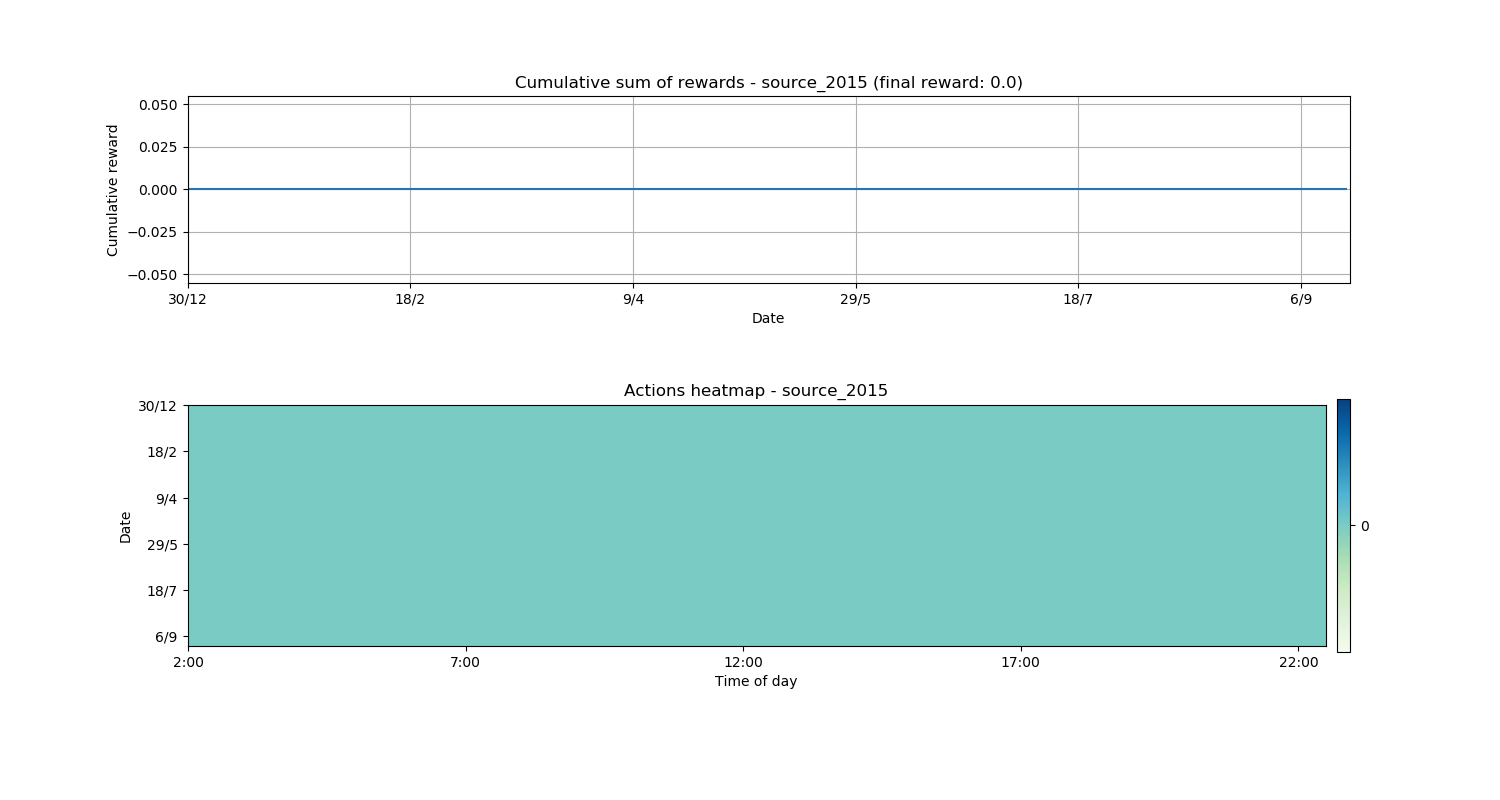 Cumulative sum of rewards - source_2015 (final reward: 0.0)
0.050
0.025
0.000
−0.025
−0.050
Cumulative reward
30/12 18/2 9/4 29/5 18/7 6/9
Date
Actions heatmap - source_2015
30/12
18/2
9/4
29/5
18/7
6/9
Date
0
2:00 7:00 12:00 17:00 22:00
Time of day